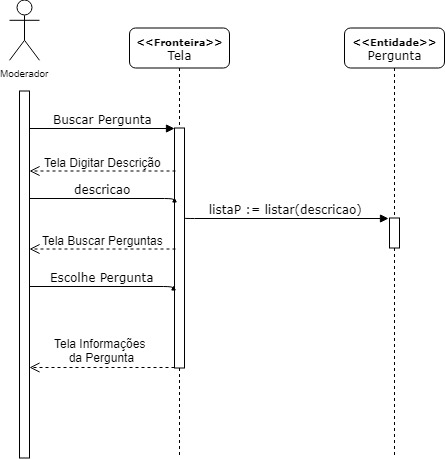 <<Fronteira>>
Tela
<<Entidade>>
Pergunta
Moderador
Buscar Pergunta
Tela Digitar Descrição
descricao
listaP := listar(descricao)
Tela Buscar Perguntas
Escolhe Pergunta
Tela Informações
da Pergunta